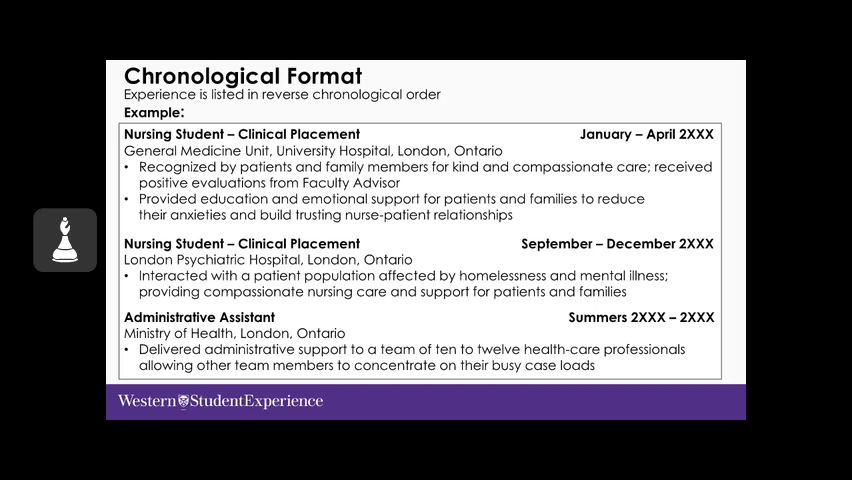 Chronological Format
Experience is listed in reverse chronological order
Example:
Nursing Student – Clinical Placement January – April 2XXX
General Medicine Unit, University Hospital, London, Ontario
• Recognized by patients and family members for kind and compassionate care; received
positive evaluations from Faculty Advisor
• Provided education and emotional support for patients and families to reduce
their anxieties and build trusting nurse-patient relationships
Nursing Student – Clinical Placement September – December 2XXX
London Psychiatric Hospital, London, Ontario
• Interacted with a patient population affected by homelessness and mental illness;
providing compassionate nursing care and support for patients and families
Administrative Assistant Summers 2XXX – 2XXX
Ministry of Health, London, Ontario
• Delivered administrative support to a team of ten to twelve health-care professionals
allowing other team members to concentrate on their busy case loads
Western StudentExperience